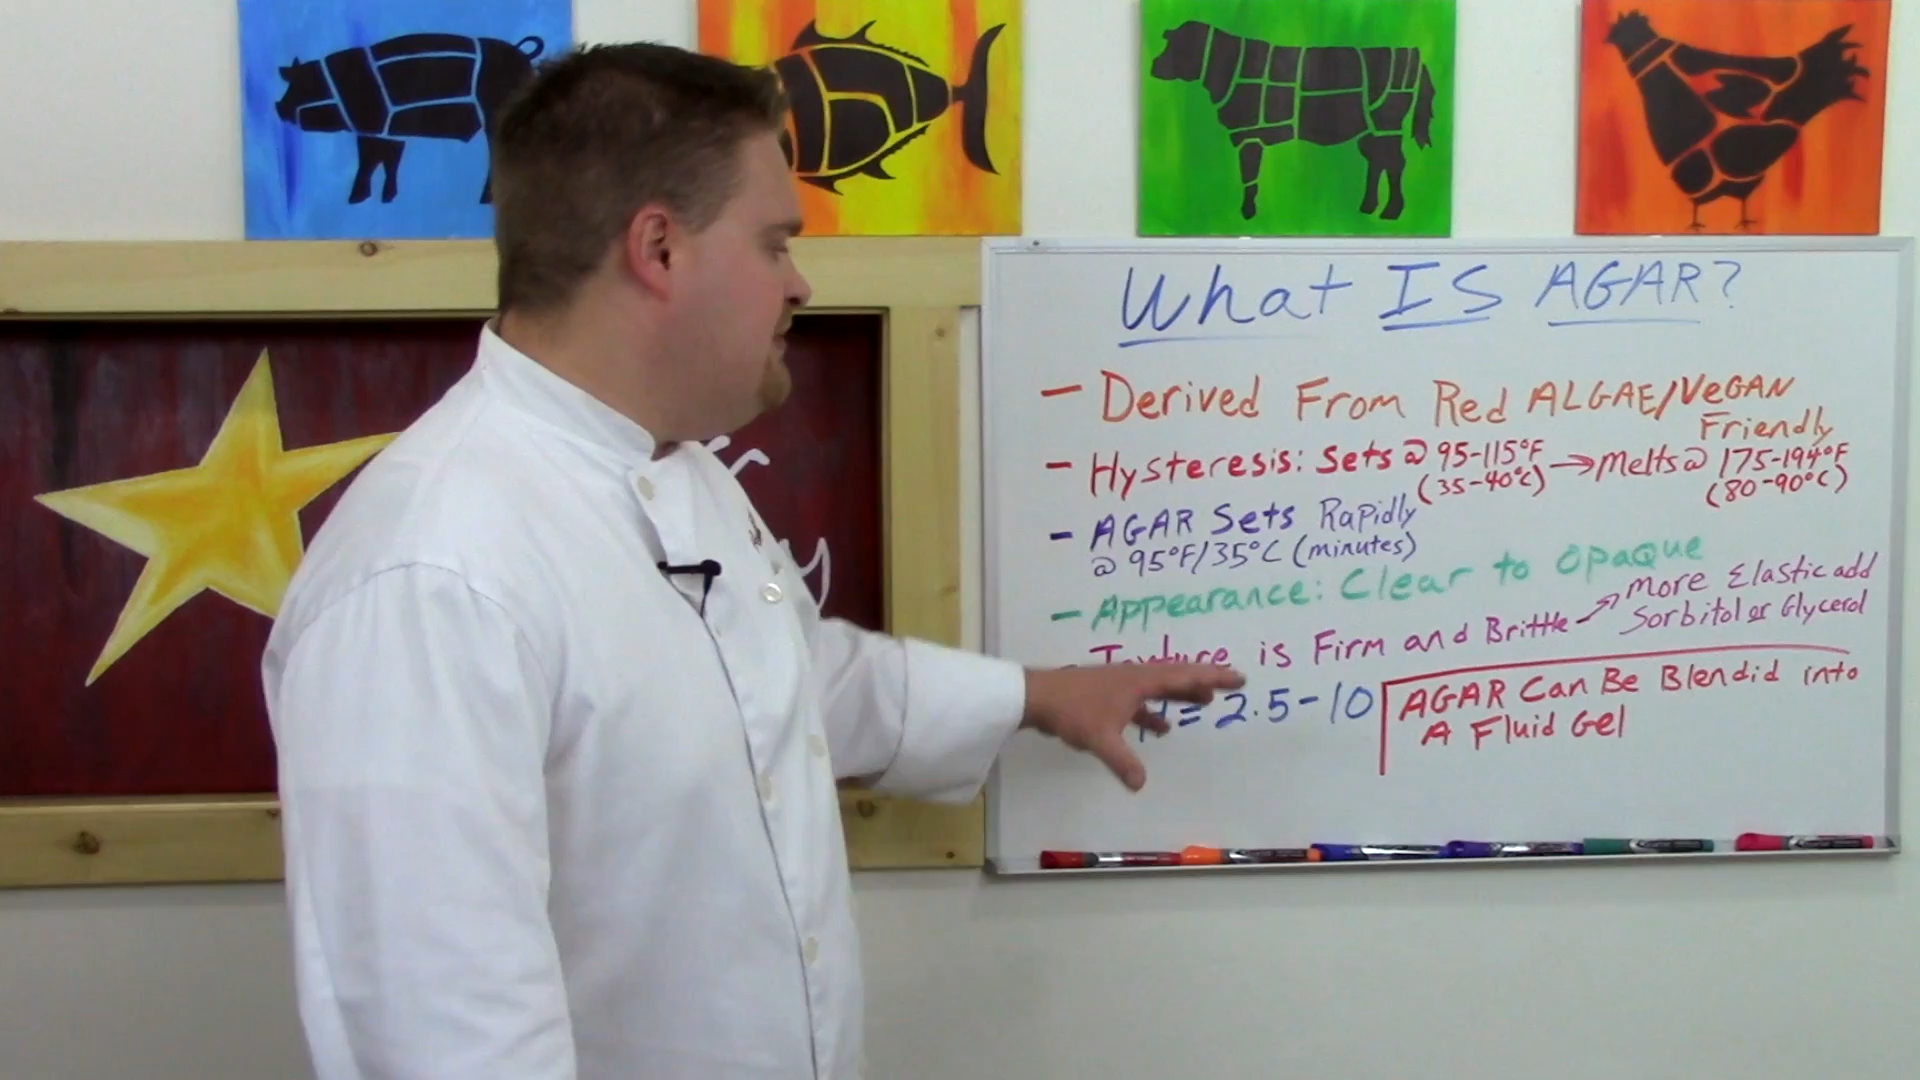 What IS AGAR?
- Derived From Red ALGAE/VeGAN
Friendly
- Hysteresis: Sets @ 95-115°F → Melts @ 175-194°F
(35-40°C) (80-90°C)
- AGAR Sets Rapidly
@ 95°F/35°C (minutes)
- Appearance: Clear to opaque
- Texture is Firm and Brittle → more Elastic add
Sorbitol or Glycerol
= 2.5-10
AGAR Can Be Blendid into
A Fluid Gel